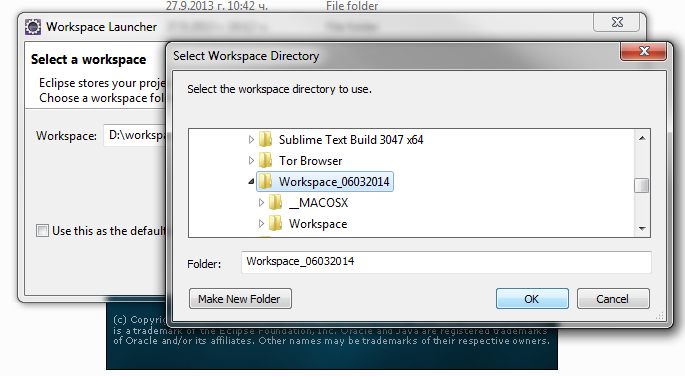 27.9.2013 г. 10:42 ч. File folder
Workspace Launcher
Select a workspace
Eclipse stores your proje
Choose a workspace fol
Workspace: D:\workspa
Use this as the default
Select Workspace Directory
Select the workspace directory to use.
Sublime Text Build 3047 x64
Tor Browser
Workspace_06032014
__MACOSX
Workspace
Folder: Workspace_06032014
Make New Folder OK Cancel
(c) Copyrig
is a trademark of the Eclipse Foundation, Inc. Oracle and Java are registered trademarks
of Oracle and/or its affiliates. Other names may be trademarks of their respective owners.